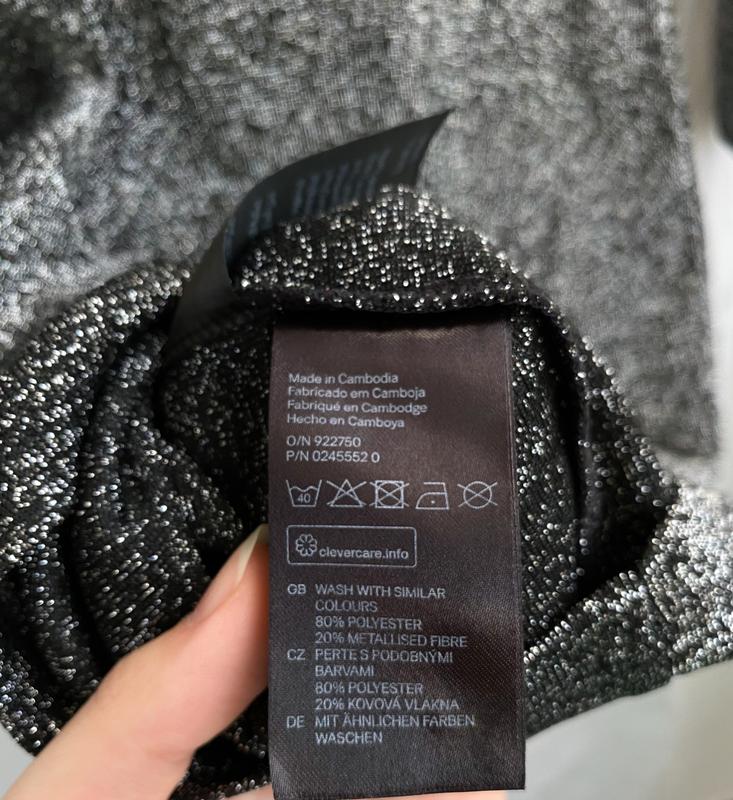 Made in Cambodia
Fabricado em Camboja
Fabriqué en Cambodge
Hecho en Camboya
O/N 922750
P/N 0245552 0
40
clevercare.info
GB WASH WITH SIMILAR
COLOURS
80% POLYESTER
20% METALLISED FIBRE
CZ PERTE S PODOBNÝMI
BARVAMI
80% POLYESTER
20% KOVOVÁ VLÁKNA
DE MIT ÄHNLICHEN FARBEN
WASCHEN